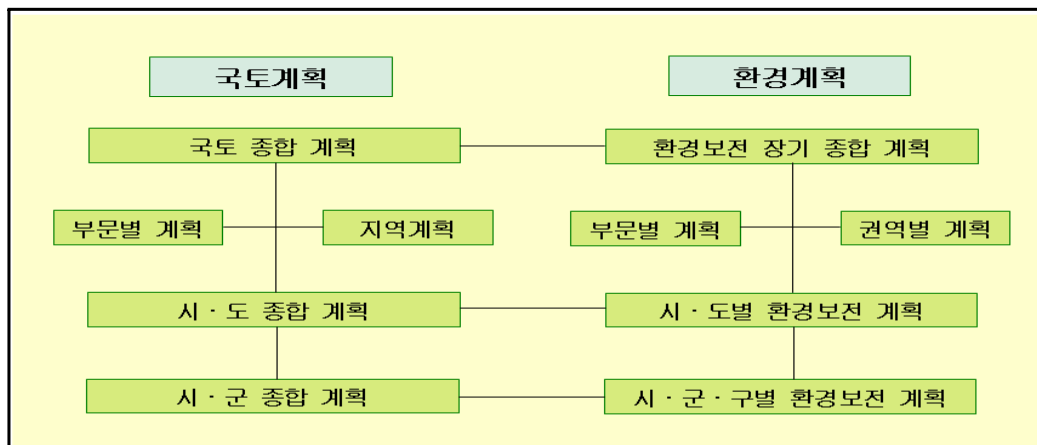 국토계획
환경계획
국토 종합 계획
환경보전 장기 종합 계획
부문별 계획
지역계획
부문별 계획
권역별 계획
시·도 종합 계획
시·도별 환경보전 계획
시·군 종합 계획
시·군·구별 환경보전 계획